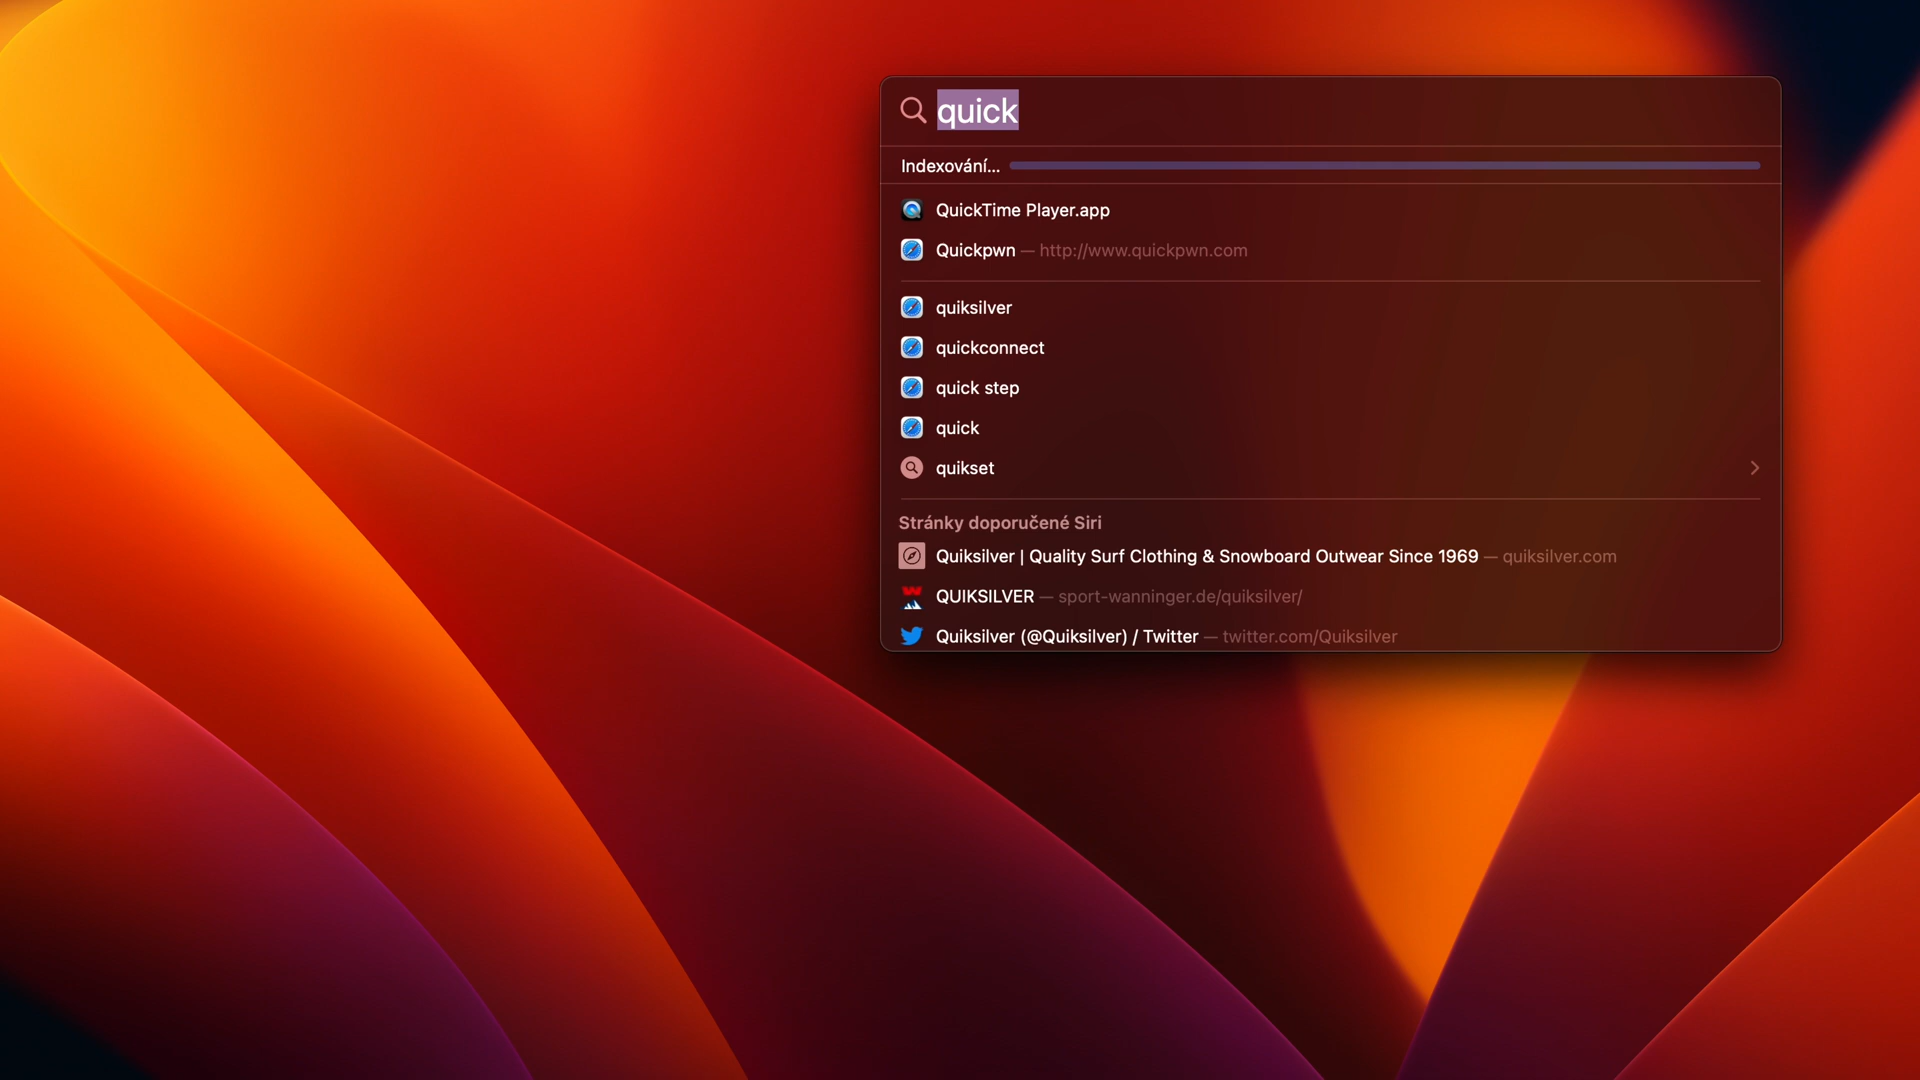 quick
Indexování...
QuickTime Player.app
Quickpwn — http://www.quickpwn.com
quiksilver
quickconnect
quick step
quick
quikset
Stránky doporučené Siri
Quiksilver | Quality Surf Clothing & Snowboard Outwear Since 1969 — quiksilver.com
QUIKSILVER — sport-wanninger.de/quiksilver/
Quiksilver (@Quiksilver) / Twitter — twitter.com/Quiksilver